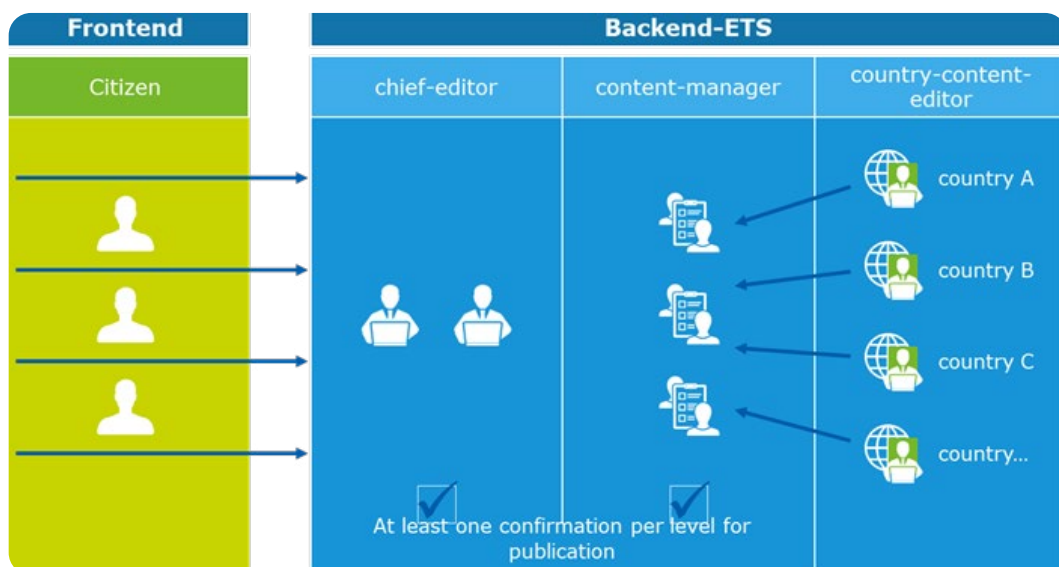 Frontend
Backend-ETS
Citizen
chief-editor
content-manager
country-content-
editor
country A
country B
country C
country...
At least one confirmation per level for
publication